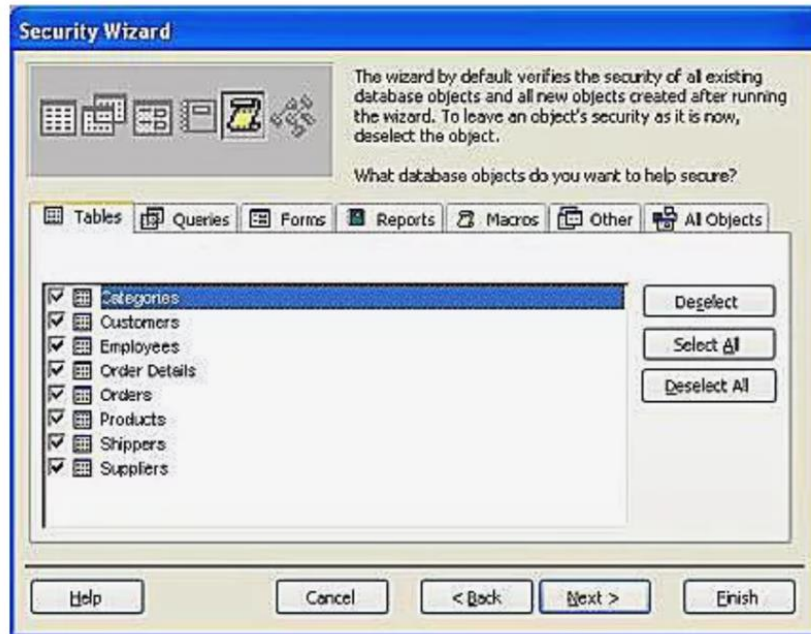 Security Wizard
The wizard by default verifies the security of all existing
database objects and all new objects created after running
the wizard. To leave an object's security as it is now,
deselect the object.
What database objects do you want to help secure?
Tables Queries Forms Reports Macros Other All Objects
Categories
Customers
Employees
Order Details
Orders
Products
Shippers
Suppliers
Deselect
Select All
Deselect All
Help Cancel < Back Next > Finish